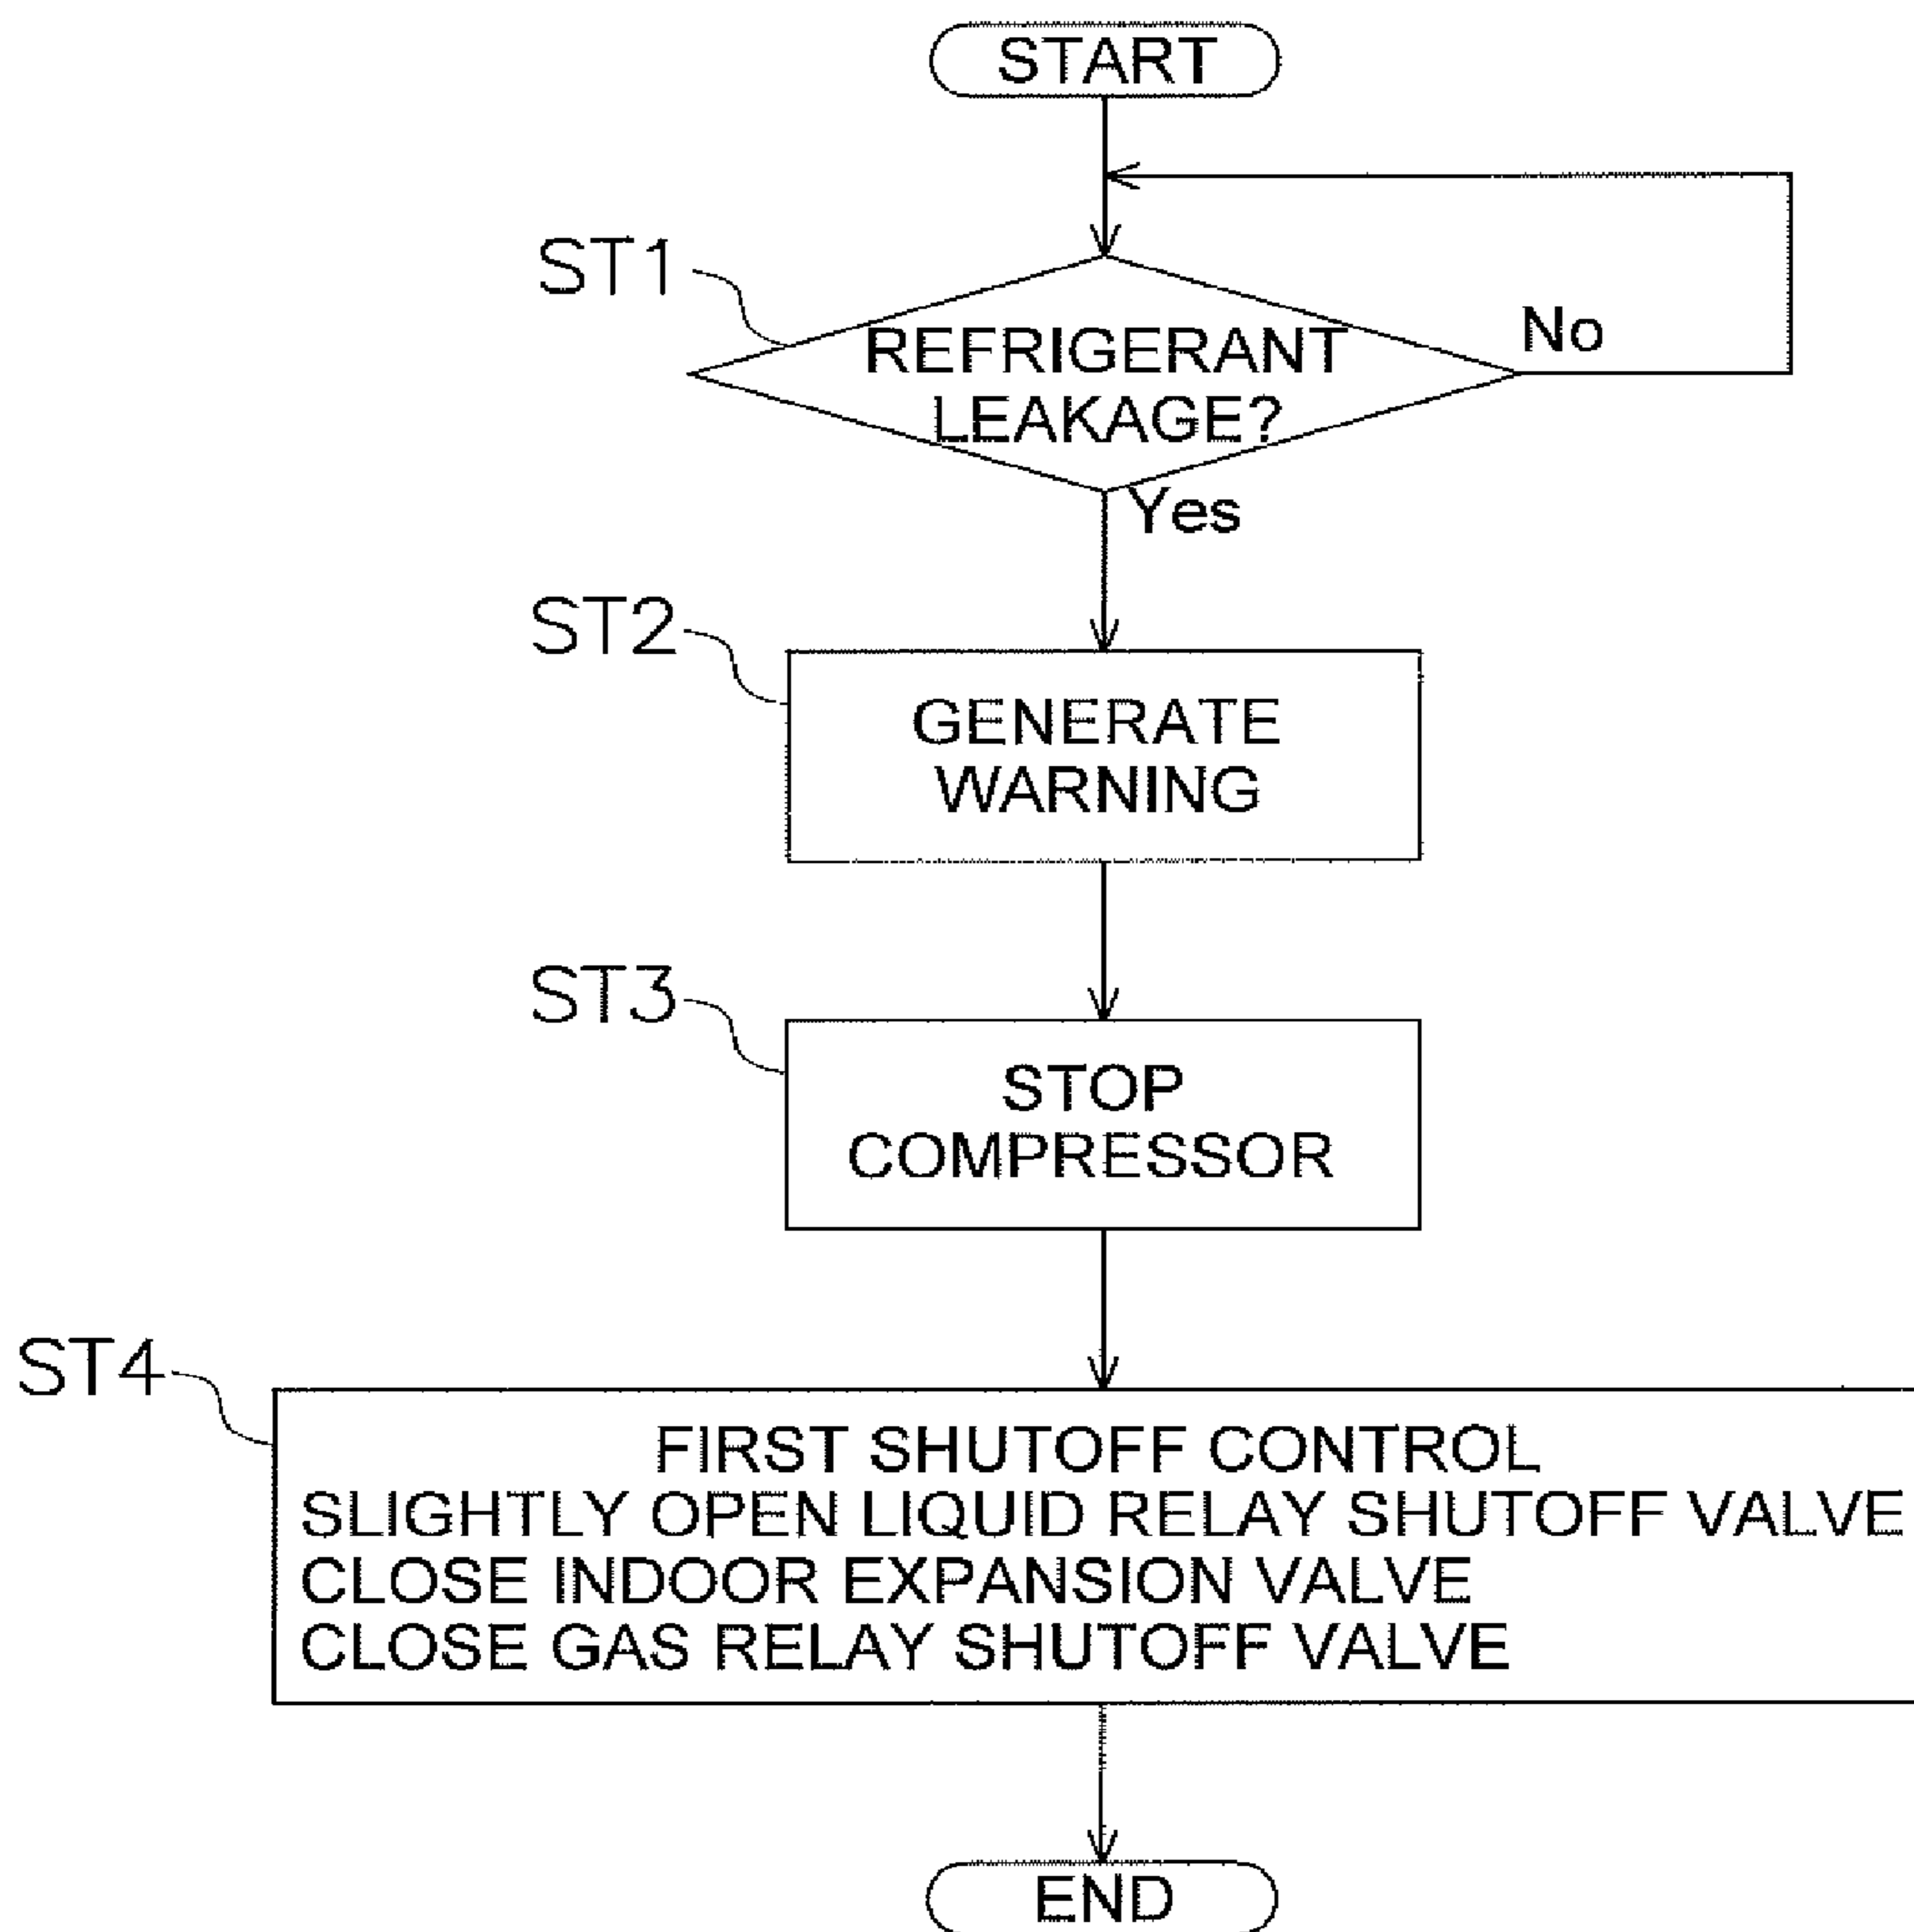 START
ST1
REFRIGERANT
LEAKAGE?
No
Yes
ST2
GENERATE
WARNING
ST3
STOP
COMPRESSOR
ST4
FIRST SHUTOFF CONTROL
SLIGHTLY OPEN LIQUID RELAY SHUTOFF VALVE
CLOSE INDOOR EXPANSION VALVE
CLOSE GAS RELAY SHUTOFF VALVE
END